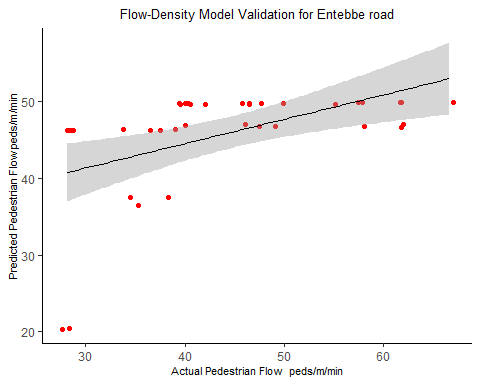 Flow-Density Model Validation for Entebbe road
Predicted Pedestrian Flowpeds/m/min
50
40
30
20
30
40
50
60
Actual Pedestrian Flow peds/m/min